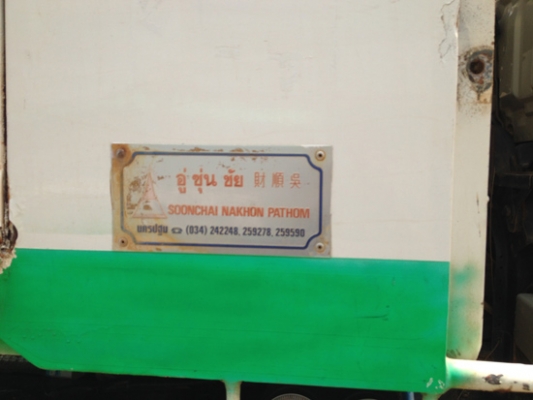 อู่ ชุ่น ชัย 財 順 吳
SOONCHAI NAKHON PATHOM
นครปฐม ☎ (034) 242248, 259278, 259590